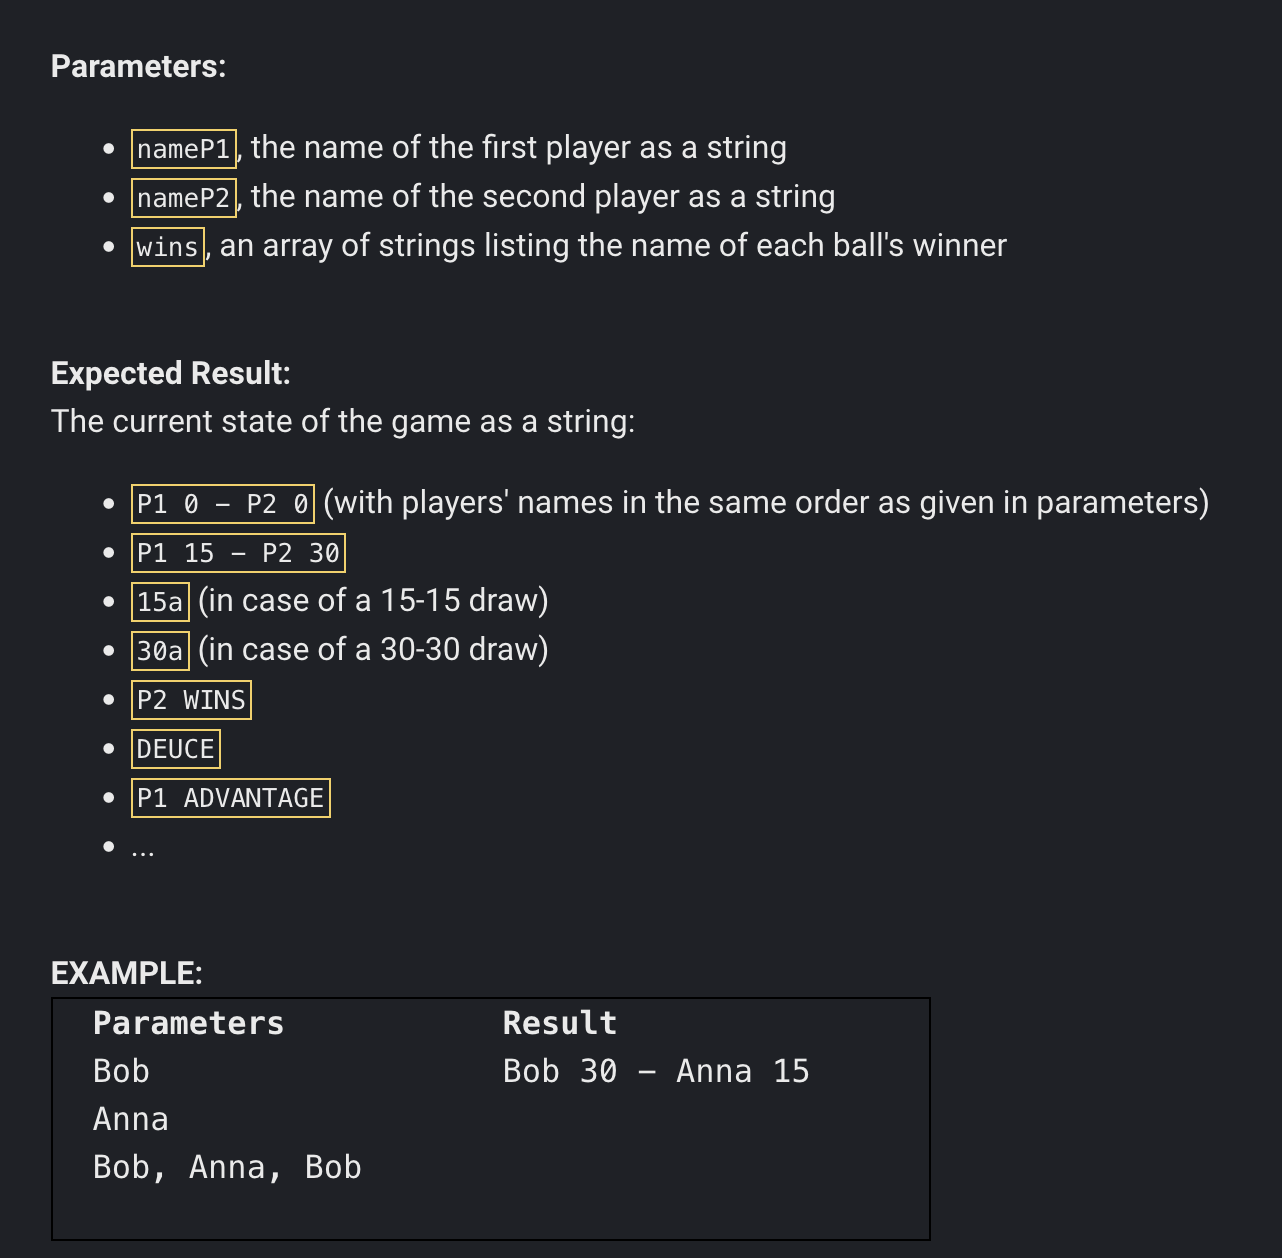 Parameters:
• nameP1, the name of the first player as a string
• nameP2, the name of the second player as a string
• wins, an array of strings listing the name of each ball's winner
Expected Result:
The current state of the game as a string:
• P1 0 – P2 0 (with players' names in the same order as given in parameters)
• P1 15 – P2 30
• 15a (in case of a 15-15 draw)
• 30a (in case of a 30-30 draw)
• P2 WINS
• DEUCE
• P1 ADVANTAGE
• ...
EXAMPLE:
Parameters Result
Bob Bob 30 – Anna 15
Anna
Bob, Anna, Bob